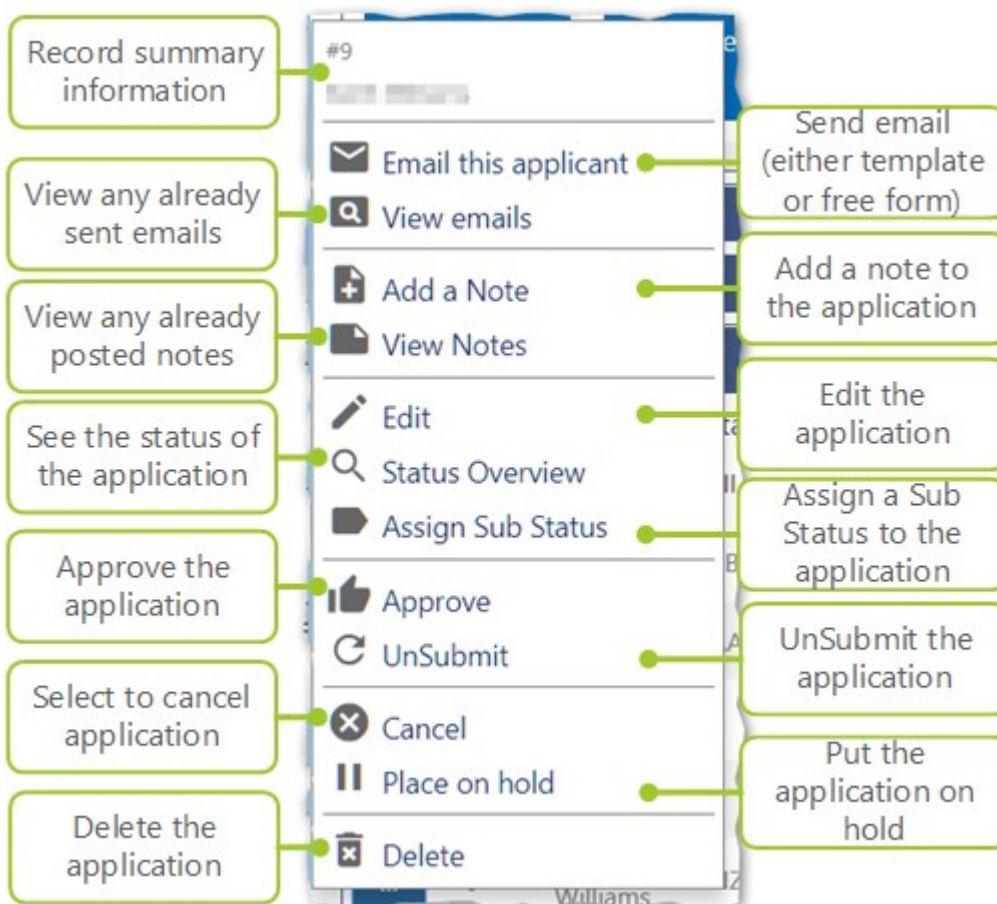 Record summary
information
#9
Email this applicant
Send email
(either template
or free form)
View any already
sent emails
View emails
Add a Note
Add a note to
the application
View any already
posted notes
View Notes
Edit
Edit the
application
See the status of
the application
Status Overview
Assign Sub Status
Assign a Sub
Status to the
application
Approve the
application
Approve
UnSubmit
UnSubmit the
application
Select to cancel
application
Cancel
Place on hold
Put the
application on
hold
Delete the
application
Delete
Williams